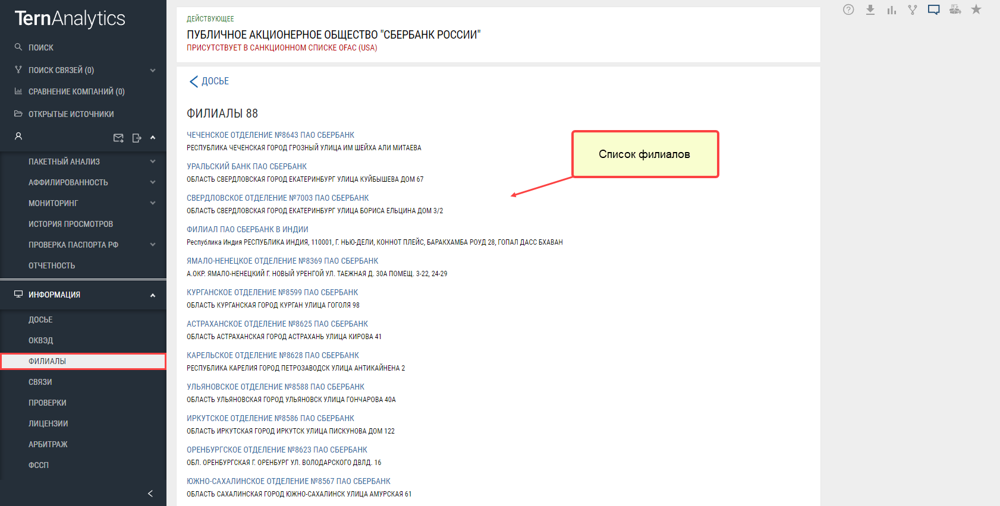 TernAnalytics
ПОИСК
ПОИСК СВЯЗЕЙ (0)
СРАВНЕНИЕ КОМПАНИЙ (0)
ОТКРЫТЫЕ ИСТОЧНИКИ
ПАКЕТНЫЙ АНАЛИЗ
АФФИЛИРОВАННОСТЬ
МОНИТОРИНГ
ИСТОРИЯ ПРОСМОТРОВ
ПРОВЕРКА ПАСПОРТА РФ
ОТЧЕТНОСТЬ
ИНФОРМАЦИЯ
ДОСЬЕ
ОКВЭД
ФИЛИАЛЫ
СВЯЗИ
ПРОВЕРКИ
ЛИЦЕНЗИИ
АРБИТРАЖ
ФССП
ДЕЙСТВУЮЩЕЕ
ПУБЛИЧНОЕ АКЦИОНЕРНОЕ ОБЩЕСТВО "СБЕРБАНК РОССИИ"
ПРИСУТСТВУЕТ В САНКЦИОННОМ СПИСКЕ OFAC (USA)
ДОСЬЕ
ФИЛИАЛЫ 88
ЧЕЧЕНСКОЕ ОТДЕЛЕНИЕ №8643 ПАО СБЕРБАНК
РЕСПУБЛИКА ЧЕЧЕНСКАЯ ГОРОД ГРОЗНЫЙ УЛИЦА ИМ ШЕЙХА АЛИ МИТАЕВА
УРАЛЬСКИЙ БАНК ПАО СБЕРБАНК
ОБЛАСТЬ СВЕРДЛОВСКАЯ ГОРОД ЕКАТЕРИНБУРГ УЛИЦА КУЙБЫШЕВА ДОМ 67
СВЕРДЛОВСКОЕ ОТДЕЛЕНИЕ №7003 ПАО СБЕРБАНК
ОБЛАСТЬ СВЕРДЛОВСКАЯ ГОРОД ЕКАТЕРИНБУРГ УЛИЦА БОРИСА ЕЛЬЦИНА ДОМ 3/2
ФИЛИАЛ ПАО СБЕРБАНК В ИНДИИ
Республика Индия РЕСПУБЛИКА ИНДИЯ, 110001, Г. НЬЮ-ДЕЛИ, КОННОТ ПЛЕЙС, БАРАКХАМБА РОУД 28, ГОПАЛ ДАСС БХАВАН
ЯМАЛО-НЕНЕЦКОЕ ОТДЕЛЕНИЕ №8369 ПАО СБЕРБАНК
А.ОКР. ЯМАЛО-НЕНЕЦКИЙ Г. НОВЫЙ УРЕНГОЙ УЛ. ТАЕЖНАЯ Д. 30А ПОМЕЩ. 3-22, 24-29
КУРГАНСКОЕ ОТДЕЛЕНИЕ №8599 ПАО СБЕРБАНК
ОБЛАСТЬ КУРГАНСКАЯ ГОРОД КУРГАН УЛИЦА ГОГОЛЯ 98
АСТРАХАНСКОЕ ОТДЕЛЕНИЕ №8625 ПАО СБЕРБАНК
ОБЛАСТЬ АСТРАХАНСКАЯ ГОРОД АСТРАХАНЬ УЛИЦА КИРОВА 41
КАРЕЛЬСКОЕ ОТДЕЛЕНИЕ №8628 ПАО СБЕРБАНК
РЕСПУБЛИКА КАРЕЛИЯ ГОРОД ПЕТРОЗАВОДСК УЛИЦА АНТИКАЙНЕНА 2
УЛЬЯНОВСКОЕ ОТДЕЛЕНИЕ №8588 ПАО СБЕРБАНК
ОБЛАСТЬ УЛЬЯНОВСКАЯ ГОРОД УЛЬЯНОВСК УЛИЦА ГОНЧАРОВА 40А
ИРКУТСКОЕ ОТДЕЛЕНИЕ №8586 ПАО СБЕРБАНК
ОБЛАСТЬ ИРКУТСКАЯ ГОРОД ИРКУТСК УЛИЦА ПИСКУНОВА ДОМ 122
ОРЕНБУРГСКОЕ ОТДЕЛЕНИЕ №8623 ПАО СБЕРБАНК
ОБЛ. ОРЕНБУРГСКАЯ Г. ОРЕНБУРГ УЛ. ВОЛОДАРСКОГО ДВЛД. 16
ЮЖНО-САХАЛИНСКОЕ ОТДЕЛЕНИЕ №8567 ПАО СБЕРБАНК
ОБЛАСТЬ САХАЛИНСКАЯ ГОРОД ЮЖНО-САХАЛИНСК УЛИЦА АМУРСКАЯ 61
Список филиалов